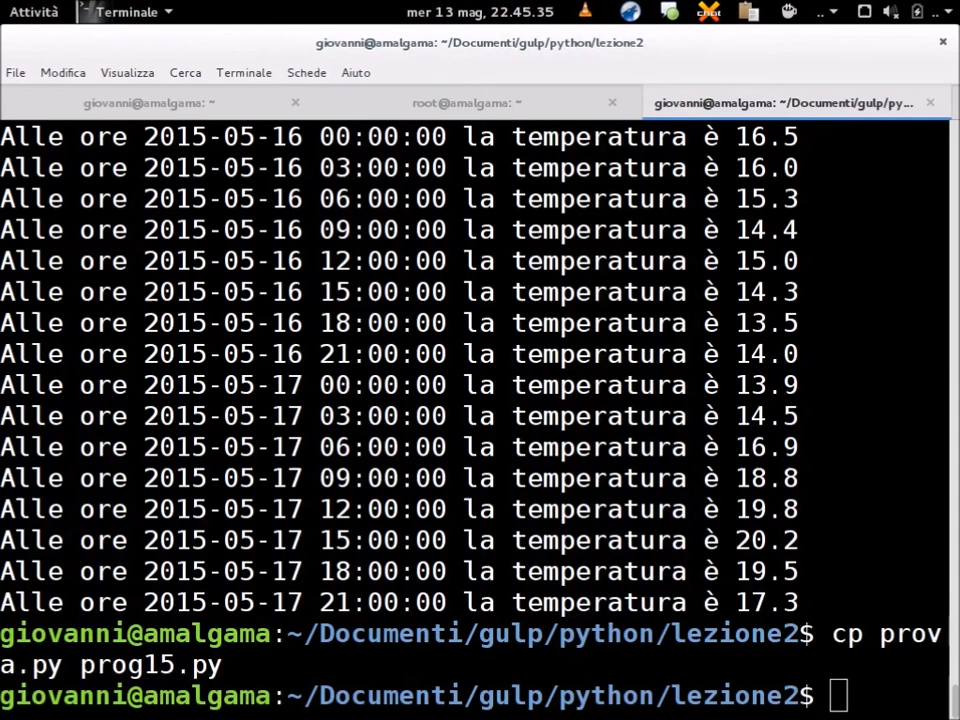 Attività Terminale mer 13 mag, 22.45.35 chat .. ..
giovanni@amalgama: ~/Documenti/gulp/python/lezione2
File Modifica Visualizza Cerca Terminale Schede Aiuto
giovanni@amalgama: ~ root@amalgama: ~ giovanni@amalgama: ~/Documenti/gulp/py...
Alle ore 2015-05-16 00:00:00 la temperatura è 16.5
Alle ore 2015-05-16 03:00:00 la temperatura è 16.0
Alle ore 2015-05-16 06:00:00 la temperatura è 15.3
Alle ore 2015-05-16 09:00:00 la temperatura è 14.4
Alle ore 2015-05-16 12:00:00 la temperatura è 15.0
Alle ore 2015-05-16 15:00:00 la temperatura è 14.3
Alle ore 2015-05-16 18:00:00 la temperatura è 13.5
Alle ore 2015-05-16 21:00:00 la temperatura è 14.0
Alle ore 2015-05-17 00:00:00 la temperatura è 13.9
Alle ore 2015-05-17 03:00:00 la temperatura è 14.5
Alle ore 2015-05-17 06:00:00 la temperatura è 16.9
Alle ore 2015-05-17 09:00:00 la temperatura è 18.8
Alle ore 2015-05-17 12:00:00 la temperatura è 19.8
Alle ore 2015-05-17 15:00:00 la temperatura è 20.2
Alle ore 2015-05-17 18:00:00 la temperatura è 19.5
Alle ore 2015-05-17 21:00:00 la temperatura è 17.3
giovanni@amalgama:~/Documenti/gulp/python/lezione2$ cp prov
a.py prog15.py
giovanni@amalgama:~/Documenti/gulp/python/lezione2$